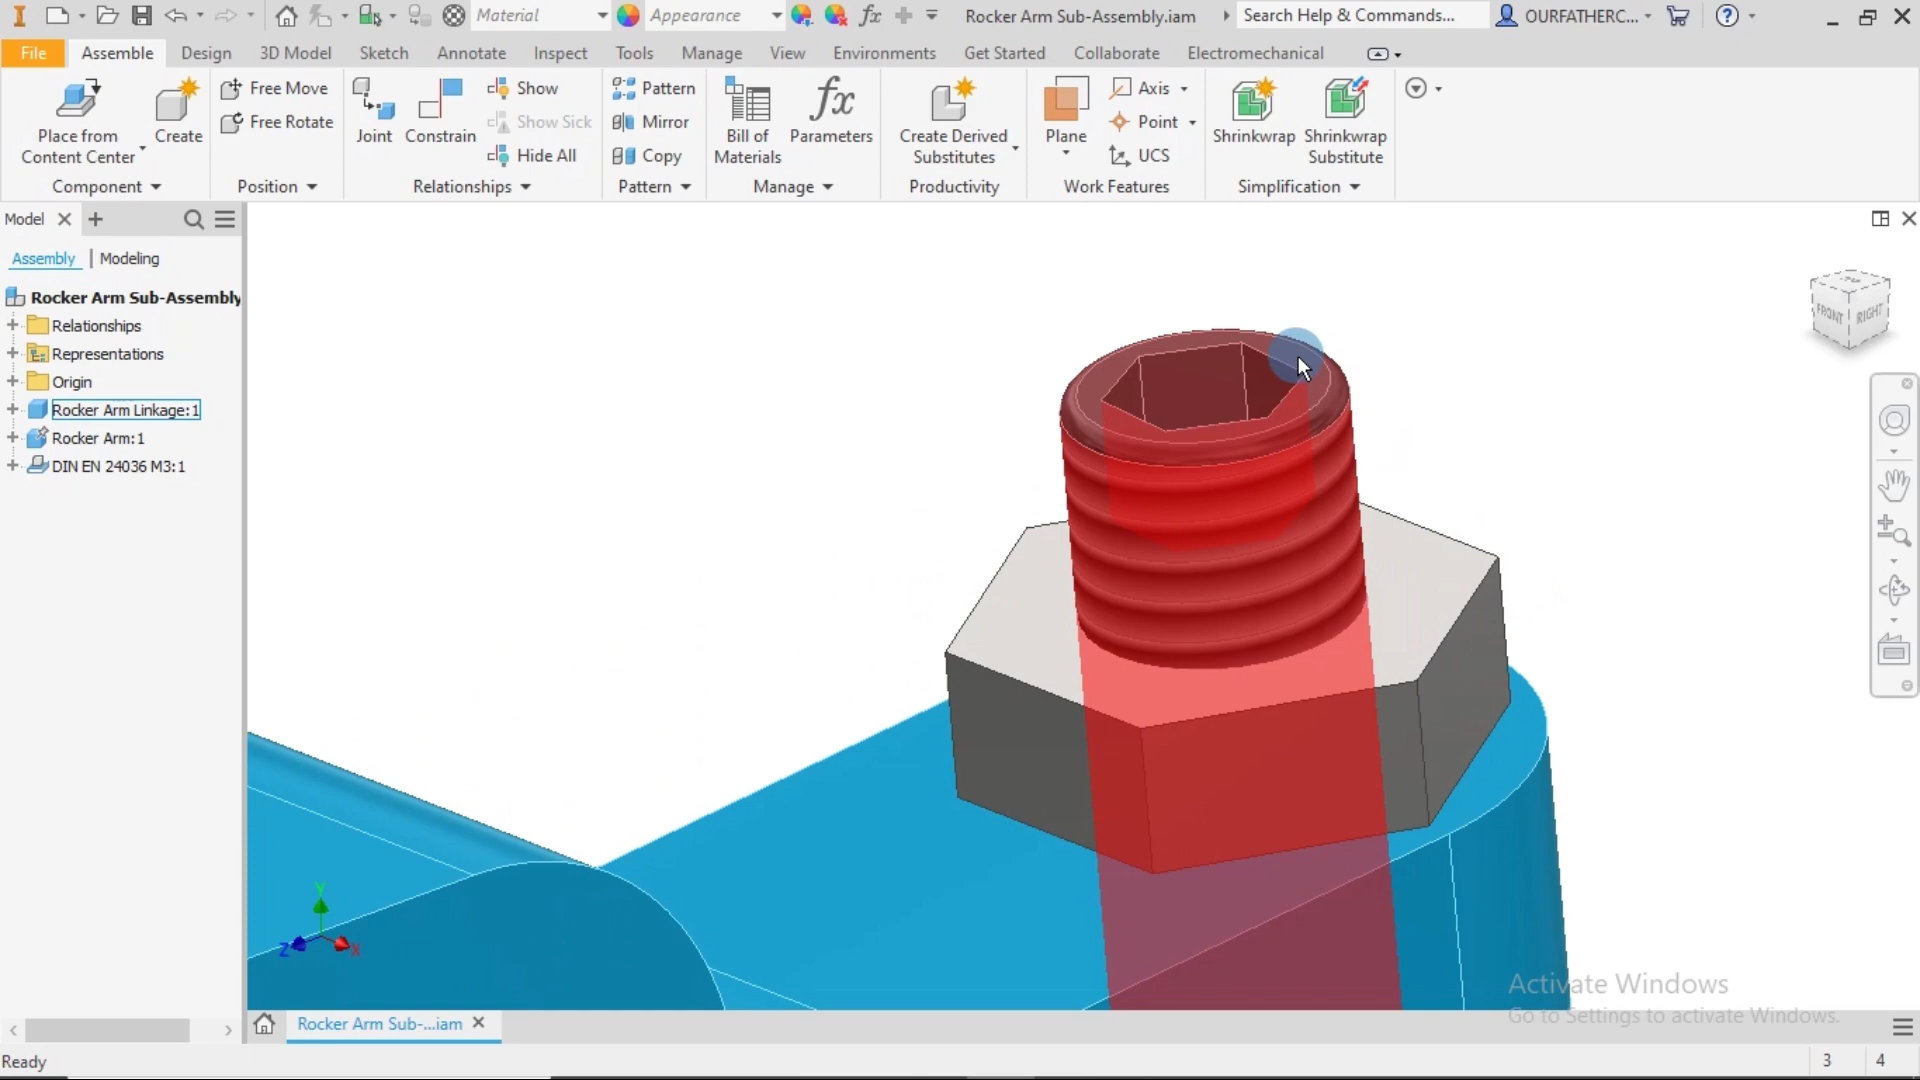 Material
Appearance
Rocker Arm Sub-Assembly.iam
Search Help & Commands...
OURFATHERC...
File
Assemble
Design
3D Model
Sketch
Annotate
Inspect
Tools
Manage
View
Environments
Get Started
Collaborate
Electromechanical
Place from
Content Center
Create
Free Move
Free Rotate
Joint
Constrain
Show
Show Sick
Hide All
Pattern
Mirror
Copy
Bill of
Materials
fx
Parameters
Create Derived
Substitutes
Plane
Axis
Point
UCS
Shrinkwrap
Shrinkwrap
Substitute
Component
Position
Relationships
Pattern
Manage
Productivity
Work Features
Simplification
Model
Assembly
Modeling
Rocker Arm Sub-Assembly
Relationships
Representations
Origin
Rocker Arm Linkage:1
Rocker Arm:1
DIN EN 24036 M3:1
FRONT
RIGHT
Y
Z
X
Activate Windows
Go to Settings to activate Windows.
Rocker Arm Sub-...iam
Ready
3
4